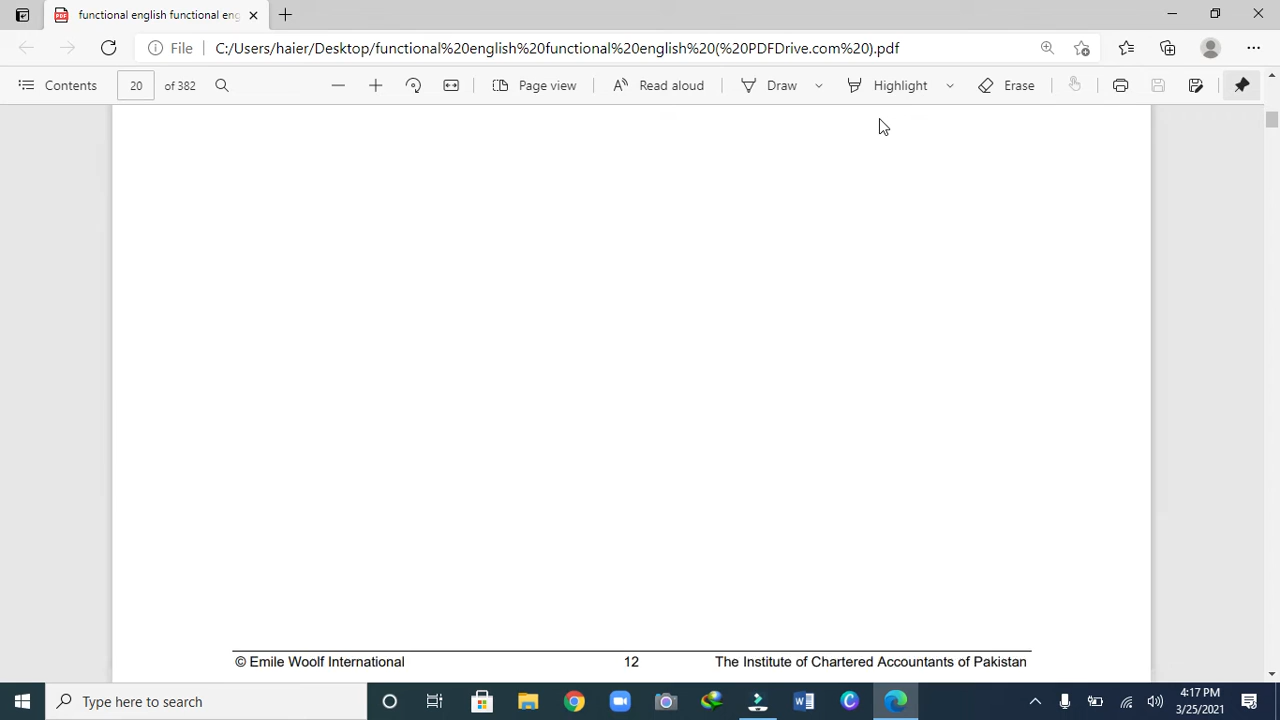 functional english functional eng
File
C:/Users/haier/Desktop/functional%20english%20functional%20english%20(%20PDFDrive.com%20).pdf
Contents
20
of 382
Page view
Read aloud
Draw
Highlight
Erase
© Emile Woolf International
12
The Institute of Chartered Accountants of Pakistan
Type here to search
4:17 PM
3/25/2021